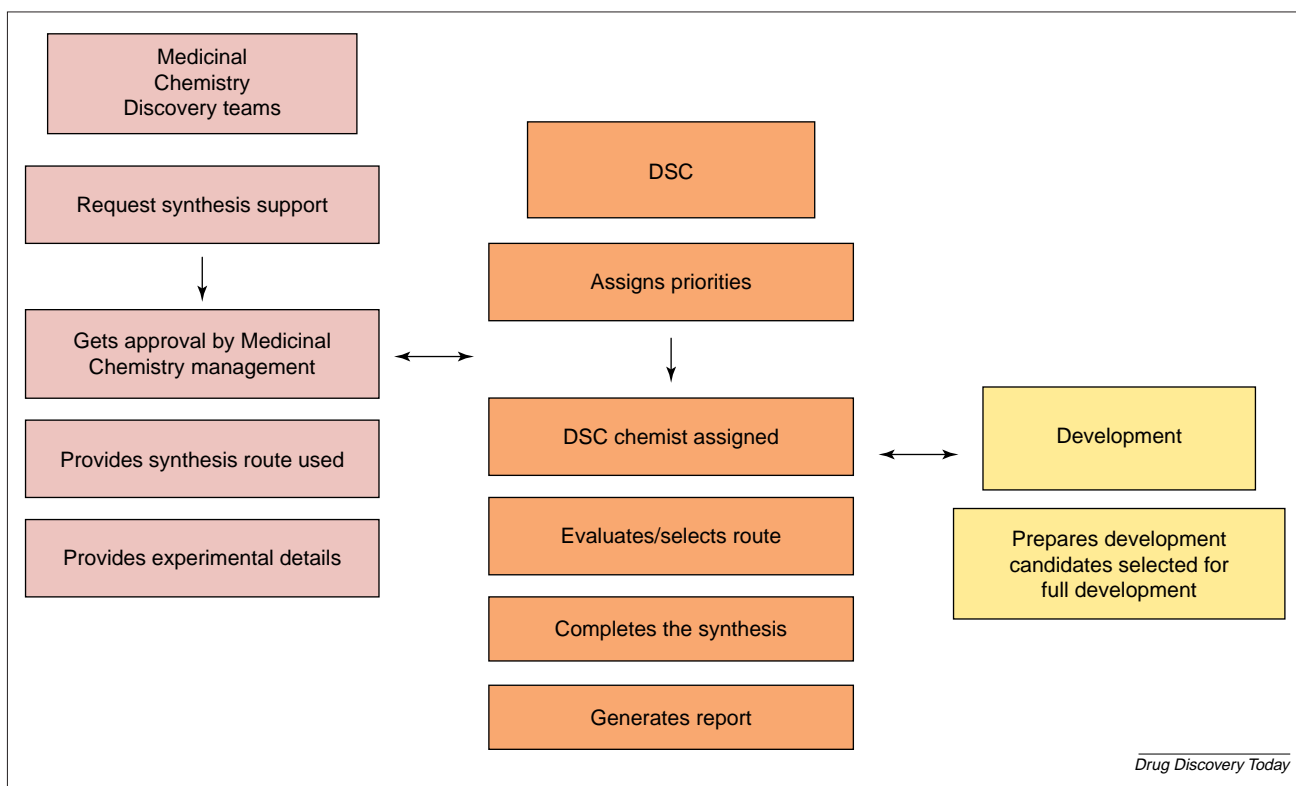 Medicinal
Chemistry
Discovery teams
Request synthesis support
Gets approval by Medicinal
Chemistry management
Provides synthesis route used
Provides experimental details
DSC
Assigns priorities
DSC chemist assigned
Evaluates/selects route
Completes the synthesis
Generates report
Development
Prepares development
candidates selected for
full development
Drug Discovery Today